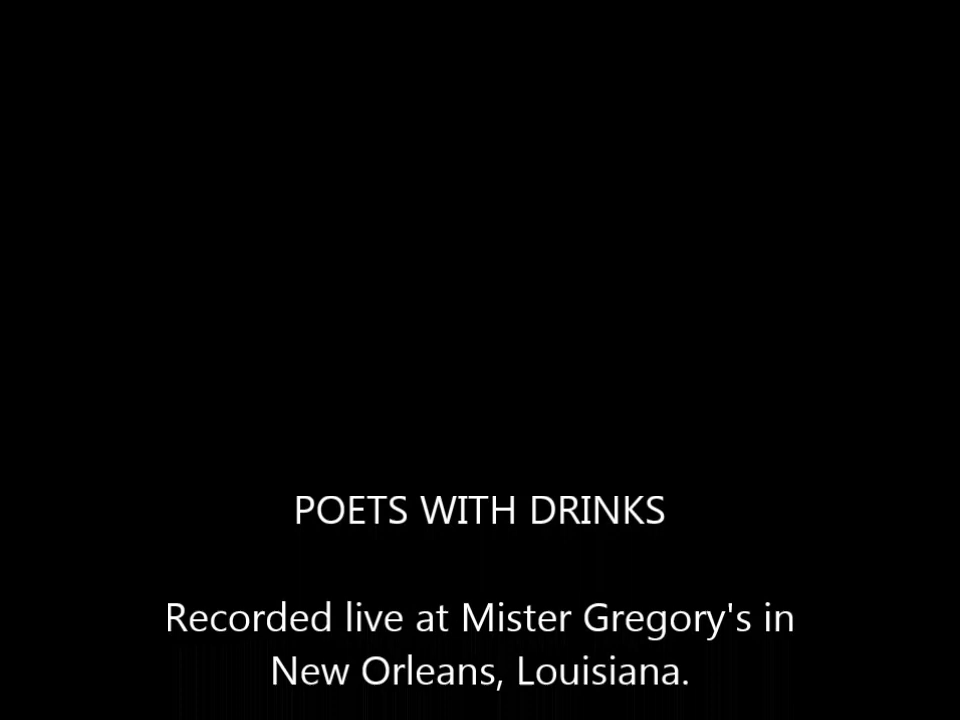 POETS WITH DRINKS
Recorded live at Mister Gregory's in
New Orleans, Louisiana.